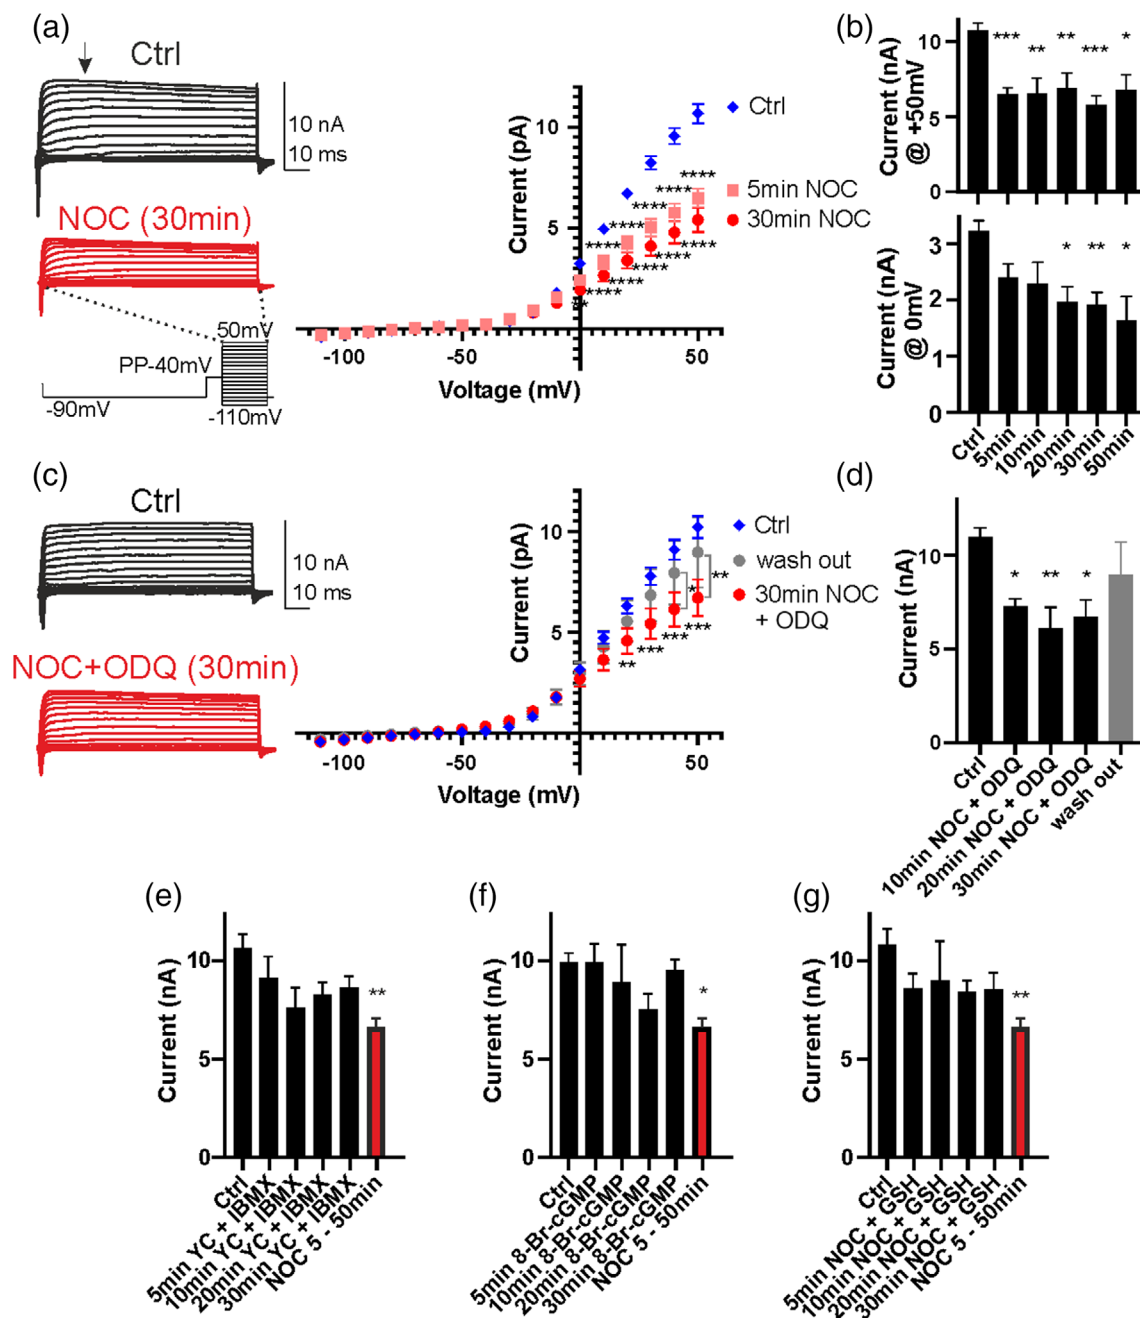 (a)
Ctrl
10 nA
10 ms
NOC (30min)
50mV
PP-40mV
-90mV
-110mV
Current (pA)
10
5
-100
-50
50
Voltage (mV)
Ctrl
5min NOC
30min NOC
****
****
****
****
****
****
****
****
****
****
****
**
(b)
Current (nA)
@ +50mV
10
5
0
***
**
**
***
*
Current (nA)
@ 0mV
3
2
1
0
*
**
*
Ctrl
5min
10min
20min
30min
50min
(c)
Ctrl
10 nA
10 ms
NOC+ODQ (30min)
Current (pA)
10
5
-100
-50
50
Voltage (mV)
Ctrl
wash out
30min NOC
+ ODQ
**
*
**
***
***
***
(d)
Current (nA)
10
5
0
*
**
*
Ctrl
10min NOC + ODQ
20min NOC + ODQ
30min NOC + ODQ
wash out
(e)
Current (nA)
10
5
0
**
Ctrl
5min YC + IBMX
10min YC + IBMX
20min YC + IBMX
30min YC + IBMX
NOC 5 - 50min
(f)
Current (nA)
10
5
0
*
Ctrl
5min 8-Br-cGMP
10min 8-Br-cGMP
20min 8-Br-cGMP
30min 8-Br-cGMP
NOC 5 - 50min
(g)
Current (nA)
10
5
0
**
Ctrl
5min NOC + GSH
10min NOC + GSH
20min NOC + GSH
30min NOC + GSH
NOC 5 - 50min